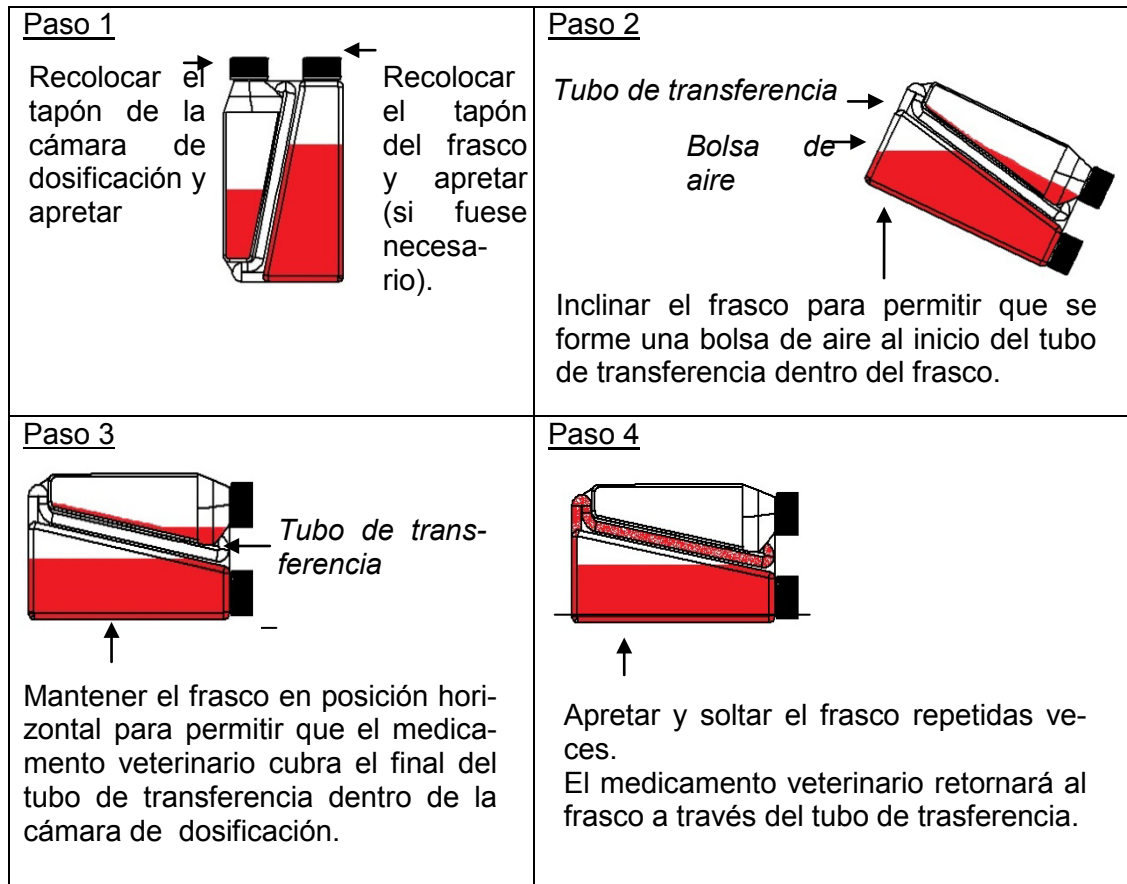 Paso 1
Recolocar el
tapón de la
cámara de
dosificación y
apretar
Recolocar
el tapón
del frasco
y apretar
(si fuese
necesa-
rio).
Paso 2
Tubo de transferencia
Bolsa de
aire
Inclinar el frasco para permitir que se
forme una bolsa de aire al inicio del tubo
de transferencia dentro del frasco.
Paso 3
Tubo de trans-
ferencia
Mantener el frasco en posición hori-
zontal para permitir que el medica-
mento veterinario cubra el final del
tubo de transferencia dentro de la
cámara de dosificación.
Paso 4
Apretar y soltar el frasco repetidas ve-
ces.
El medicamento veterinario retornará al
frasco a través del tubo de trasferencia.